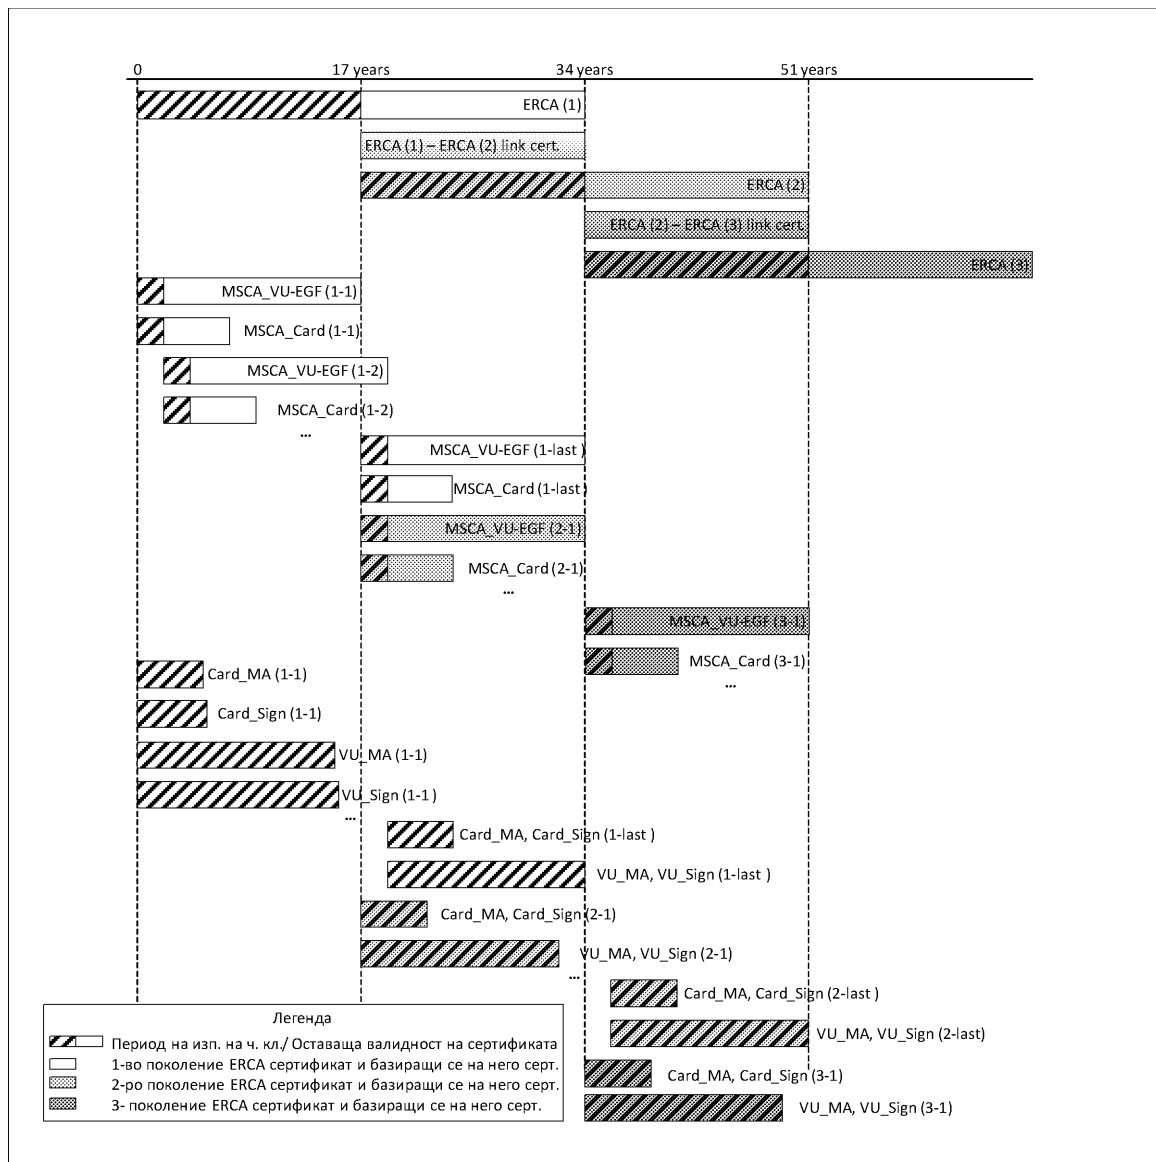 0
17 years
34 years
51 years
ERCA (1)
ERCA (1) – ERCA (2) link cert.
ERCA (2)
ERCA (2) – ERCA (3) link cert.
ERCA (3)
MSCA_VU-EGF (1-1)
MSCA_Card (1-1)
MSCA_VU-EGF (1-2)
MSCA_Card (1-2)
...
MSCA_VU-EGF (1-last )
MSCA_Card (1-last )
MSCA_VU-EGF (2-1)
MSCA_Card (2-1)
...
MSCA_VU-EGF (3-1)
MSCA_Card (3-1)
...
Card_MA (1-1)
Card_Sign (1-1)
VU_MA (1-1)
VU_Sign (1-1 )
...
Card_MA, Card_Sign (1-last )
VU_MA, VU_Sign (1-last )
Card_MA, Card_Sign (2-1)
VU_MA, VU_Sign (2-1)
...
Card_MA, Card_Sign (2-last )
VU_MA, VU_Sign (2-last)
Card_MA, Card_Sign (3-1)
VU_MA, VU_Sign (3-1)
Легенда
Период на изп. на ч. кл./ Оставаща валидност на сертификата
1-во поколение ERCA сертификат и базиращи се на него серт.
2-ро поколение ERCA сертификат и базиращи се на него серт.
3- поколение ERCA сертификат и базиращи се на него серт.